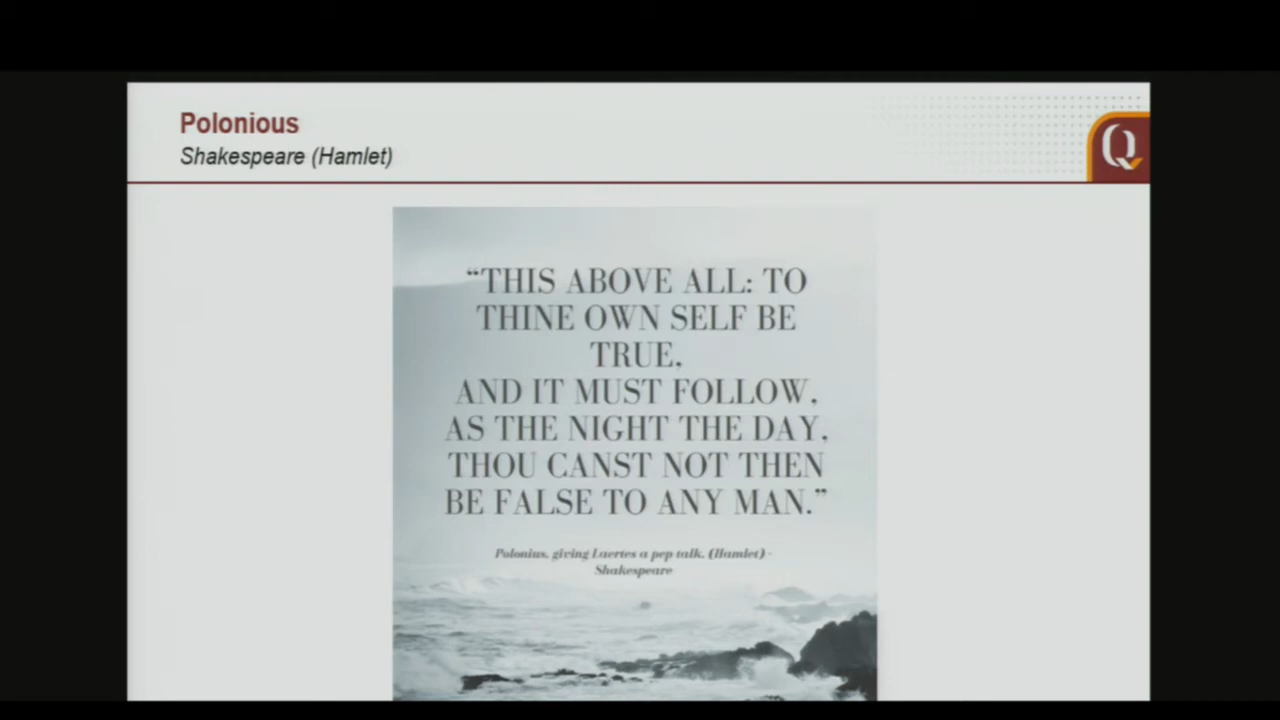 Polonious
Shakespeare (Hamlet)
Q
“THIS ABOVE ALL: TO
THINE OWN SELF BE
TRUE,
AND IT MUST FOLLOW,
AS THE NIGHT THE DAY,
THOU CANST NOT THEN
BE FALSE TO ANY MAN.”
Polonius, giving Laertes a pep talk. (Hamlet) -
Shakespeare